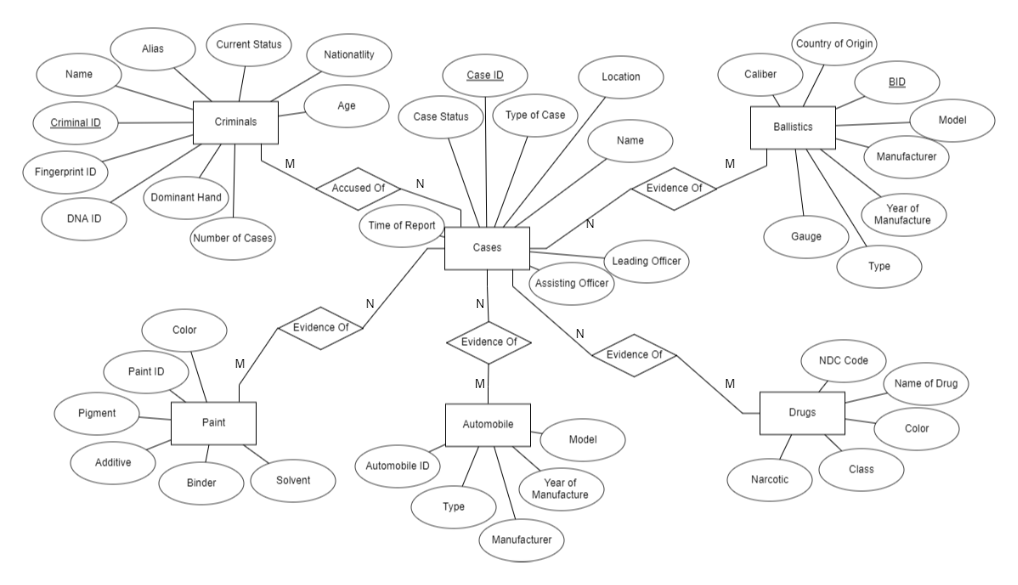 Alias
Current Status
Nationatlity
Name
Age
Criminal ID
Criminals
Fingerprint ID
Dominant Hand
DNA ID
Number of Cases
M
Accused Of
N
Case ID
Location
Case Status
Type of Case
Name
Time of Report
Cases
Leading Officer
Assisting Officer
Country of Origin
Caliber
BID
Model
Ballistics
Manufacturer
Year of
Manufacture
Gauge
Type
M
Evidence Of
N
N
Evidence Of
M
Color
Paint ID
Pigment
Paint
Additive
Binder
Solvent
N
Evidence Of
M
Automobile
Model
Automobile ID
Year of
Manufacture
Type
Manufacturer
N
Evidence Of
M
NDC Code
Name of Drug
Drugs
Color
Class
Narcotic